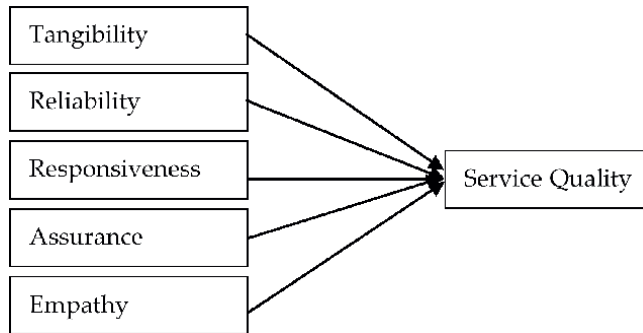 Tangibility
Reliability
Responsiveness
Service Quality
Assurance
Empathy